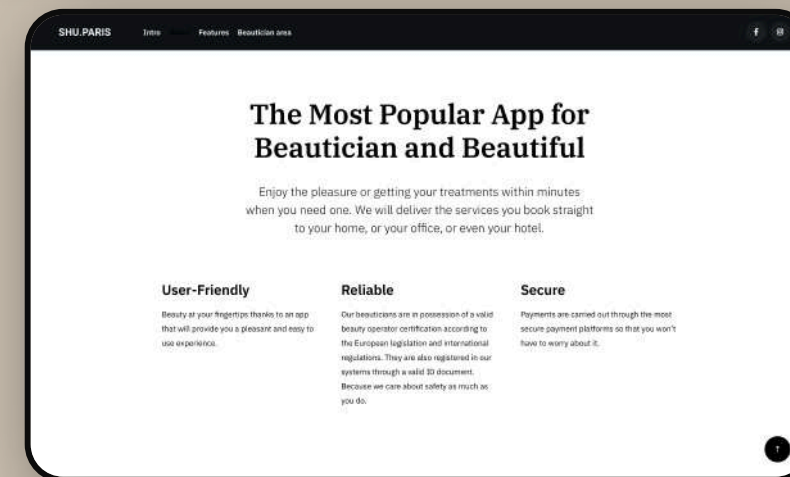 SHU.PARIS
Intro Features Beautician area
The Most Popular App for
Beautician and Beautiful
Enjoy the pleasure or getting your treatments within minutes
when you need one. We will deliver the services you book straight
to your home, or your office, or even your hotel.
User-Friendly
Beauty at your fingertips thanks to an app
that will provide you a pleasant and easy to
use experience.
Reliable
Our beauticians are in possession of a valid
beauty operator certification according to
the European legislation and international
regulations. They are also registered in our
systems through a valid ID document.
Because we care about safety as much as
you do.
Secure
Payments are carried out through the most
secure payment platforms so that you won't
have to worry about it.